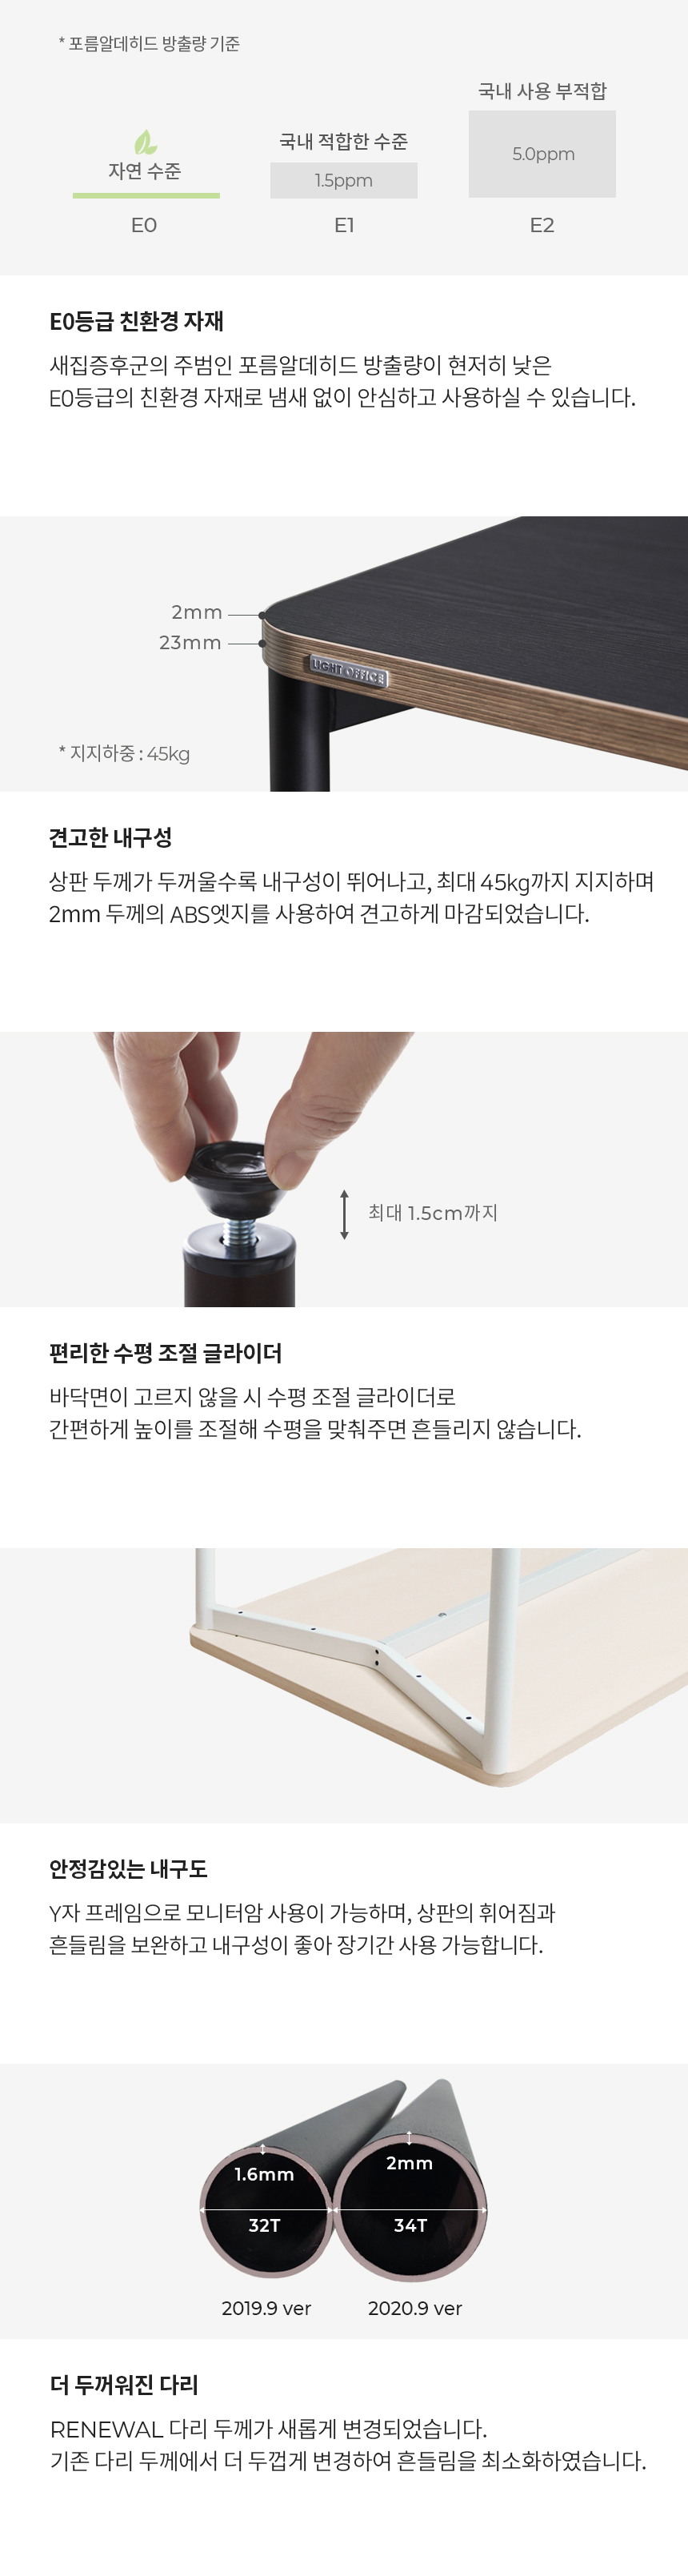 * 포름알데히드 방출량 기준
국내 사용 부적합
5.0ppm
국내 적합한 수준
1.5ppm
자연 수준
E0
E1
E2
E0등급 친환경 자재
새집증후군의 주범인 포름알데히드 방출량이 현저히 낮은
E0등급의 친환경 자재로 냄새 없이 안심하고 사용하실 수 있습니다.
2mm
23mm
LIGHT OFFICE
* 지지하중 : 45kg
견고한 내구성
상판 두께가 두꺼울수록 내구성이 뛰어나고, 최대 45kg까지 지지하며
2mm 두께의 ABS엣지를 사용하여 견고하게 마감되었습니다.
최대 1.5cm까지
편리한 수평 조절 글라이더
바닥면이 고르지 않을 시 수평 조절 글라이더로
간편하게 높이를 조절해 수평을 맞춰주면 흔들리지 않습니다.
안정감있는 내구도
Y자 프레임으로 모니터암 사용이 가능하며, 상판의 휘어짐과
흔들림을 보완하고 내구성이 좋아 장기간 사용 가능합니다.
1.6mm
2mm
32T
34T
2019.9 ver
2020.9 ver
더 두꺼워진 다리
RENEWAL 다리 두께가 새롭게 변경되었습니다.
기존 다리 두께에서 더 두껍게 변경하여 흔들림을 최소화하였습니다.